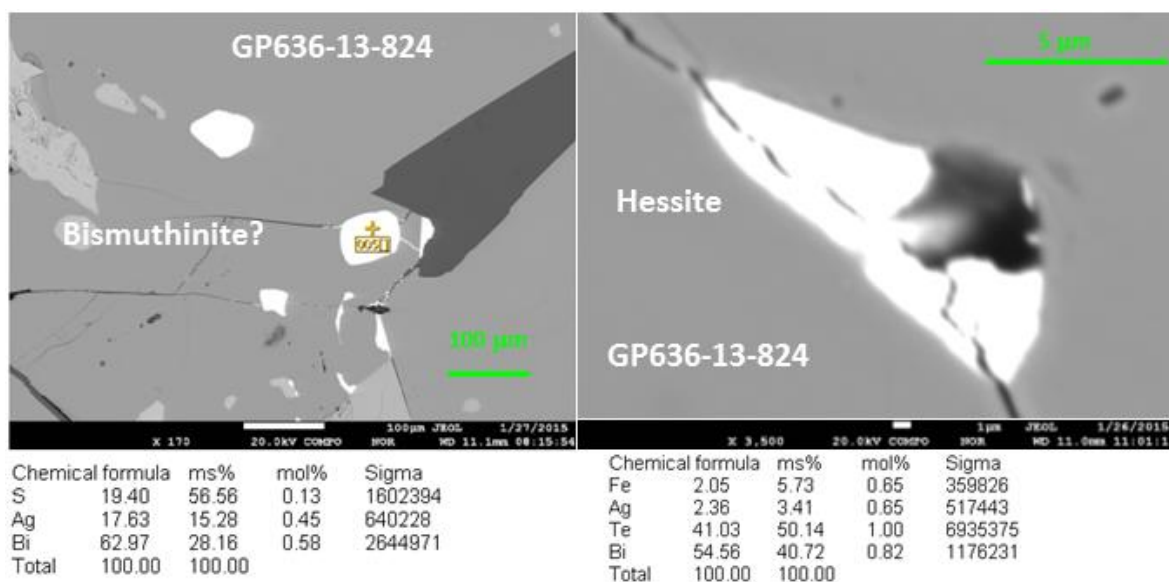 GP636-13-824
Bismuthinite?
100 µm
100µm JEOL 1/27/2015
X 170 20.0kV COMPO NOR WD 11.1mm 08:15:54
Chemical formula ms% mol% Sigma
S 19.40 56.56 0.13 1602394
Ag 17.63 15.28 0.45 640228
Bi 62.97 28.16 0.58 2644971
Total 100.00 100.00
5 µm
Hessite
GP636-13-824
1µm JEOL 1/26/2015
X 3,500 20.0kV COMPO NOR WD 11.0mm 11:01:1
Chemical formula ms% mol% Sigma
Fe 2.05 5.73 0.65 359826
Ag 2.36 3.41 0.65 517443
Te 41.03 50.14 1.00 6935375
Bi 54.56 40.72 0.82 1176231
Total 100.00 100.00